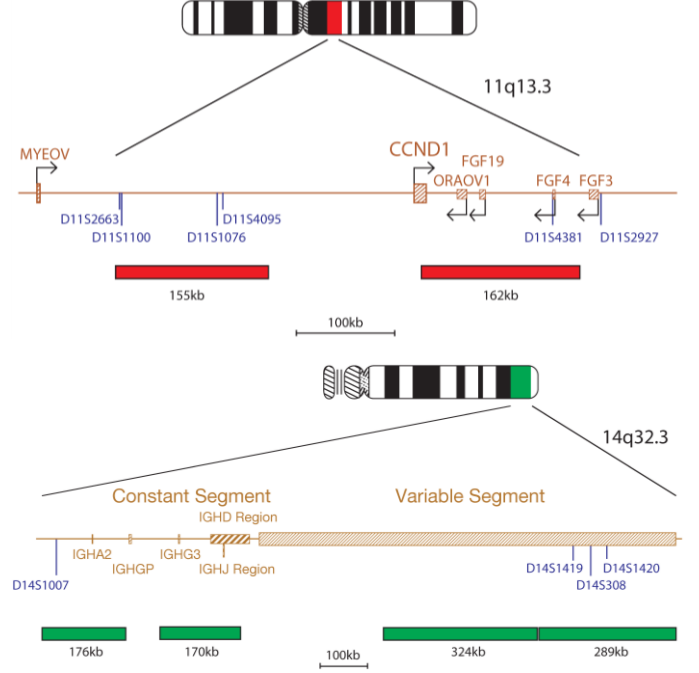 11q13.3
MYEOV
CCND1
FGF19
ORAOV1
FGF4
FGF3
D11S2663
D11S4095
D11S1100
D11S1076
D11S4381
D11S2927
155kb
162kb
100kb
14q32.3
Constant Segment
Variable Segment
IGHD Region
IGHA2
IGHG3
IGHGP
IGHJ Region
D14S1007
D14S1419
D14S1420
D14S308
176kb
170kb
324kb
289kb
100kb